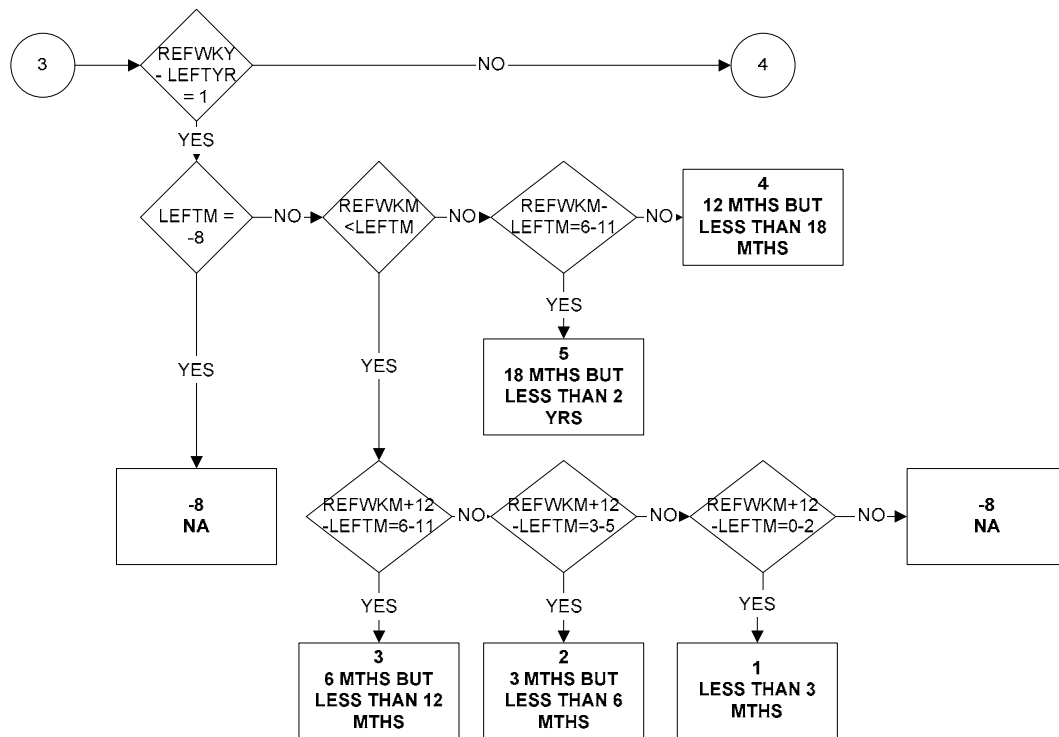 3
REFWKY
- LEFTYR
= 1
NO
4
YES
LEFTM =
-8
NO
REFWKM
<LEFTM
NO
REFWKM-
LEFTM=6-11
NO
4
12 MTHS BUT
LESS THAN 18
MTHS
YES
YES
YES
5
18 MTHS BUT
LESS THAN 2
YRS
-8
NA
REFWKM+12
-LEFTM=6-11
NO
REFWKM+12
-LEFTM=3-5
NO
REFWKM+12
-LEFTM=0-2
NO
-8
NA
YES
YES
YES
3
6 MTHS BUT
LESS THAN 12
MTHS
2
3 MTHS BUT
LESS THAN 6
MTHS
1
LESS THAN 3
MTHS